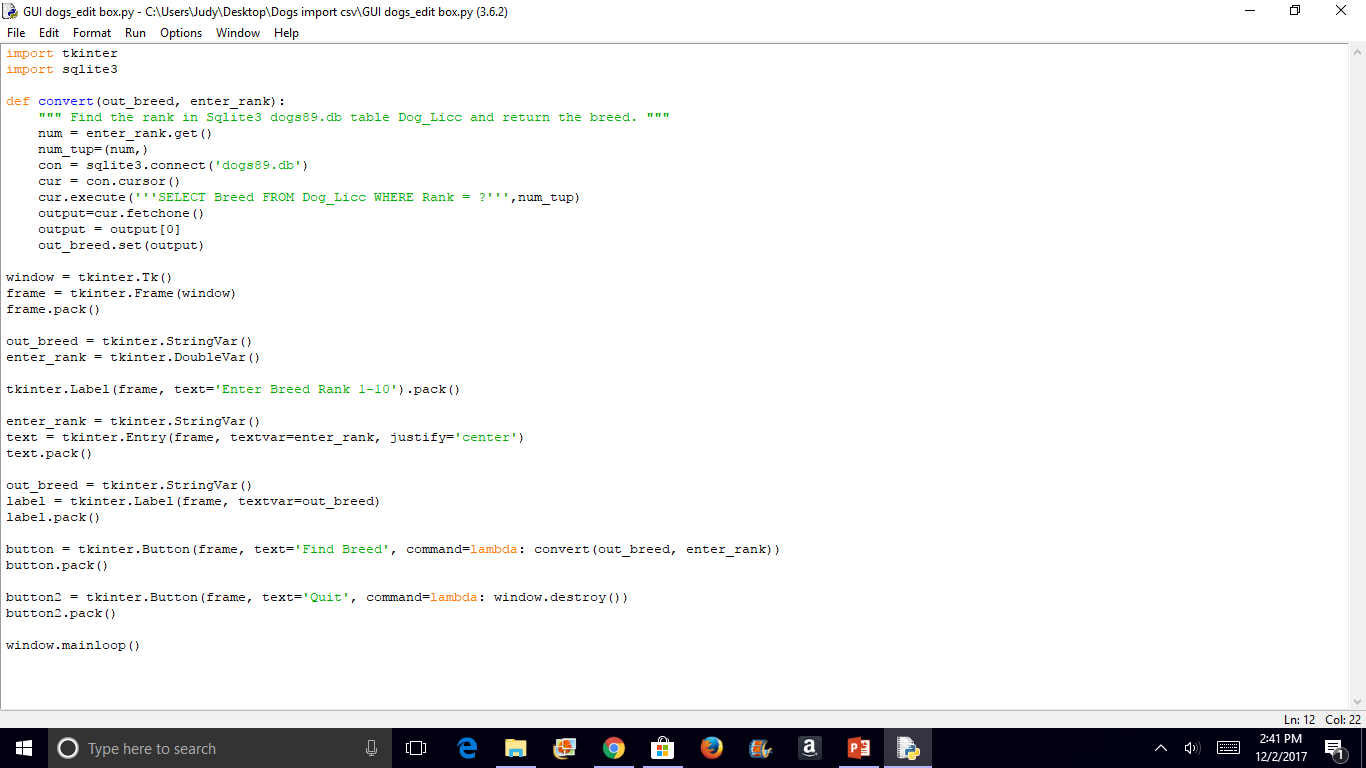 GUI dogs_edit box.py - C:\Users\Judy\Desktop\Dogs import csv\GUI dogs_edit box.py (3.6.2)
File Edit Format Run Options Window Help
import tkinter
import sqlite3

def convert(out_breed, enter_rank):
    """ Find the rank in Sqlite3 dogs89.db table Dog_Licc and return the breed. """
    num = enter_rank.get()
    num_tup=(num,)
    con = sqlite3.connect('dogs89.db')
    cur = con.cursor()
    cur.execute('''SELECT Breed FROM Dog_Licc WHERE Rank = ?''',num_tup)
    output=cur.fetchone()
    output = output[0]
    out_breed.set(output)

window = tkinter.Tk()
frame = tkinter.Frame(window)
frame.pack()

out_breed = tkinter.StringVar()
enter_rank = tkinter.DoubleVar()

tkinter.Label(frame, text='Enter Breed Rank 1-10').pack()

enter_rank = tkinter.StringVar()
text = tkinter.Entry(frame, textvar=enter_rank, justify='center')
text.pack()

out_breed = tkinter.StringVar()
label = tkinter.Label(frame, textvar=out_breed)
label.pack()

button = tkinter.Button(frame, text='Find Breed', command=lambda: convert(out_breed, enter_rank))
button.pack()

button2 = tkinter.Button(frame, text='Quit', command=lambda: window.destroy())
button2.pack()

window.mainloop()
Ln: 12 Col: 22
Type here to search
2:41 PM
12/2/2017
1